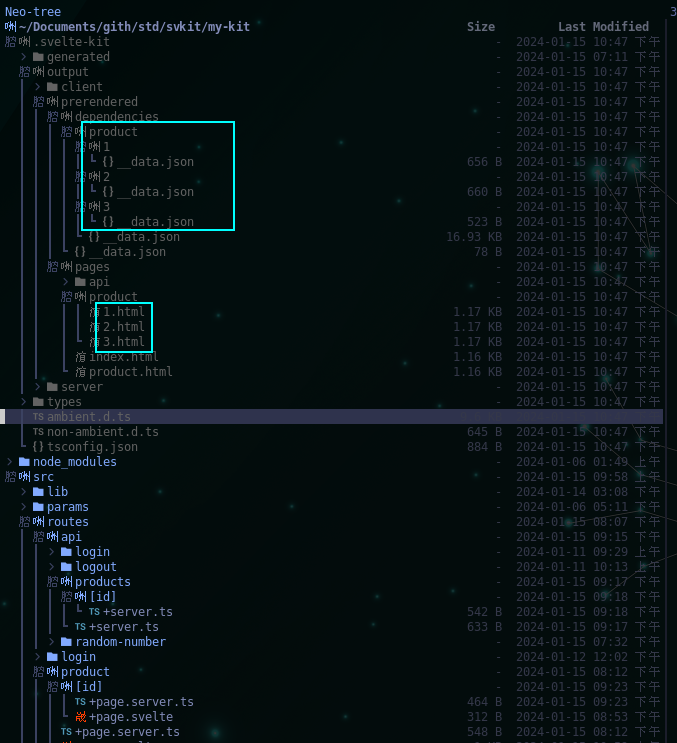 Neo-tree 3
~/Documents/gith/std/svkit/my-kit Size Last Modified
.svelte-kit - 2024-01-15 10:47 下午
generated - 2024-01-15 07:11 下午
output - 2024-01-15 10:47 下午
client - 2024-01-15 10:47 下午
prerendered - 2024-01-15 10:47 下午
dependencies - 2024-01-15 10:47 下午
product - 2024-01-15 10:47 下午
1 - 2024-01-15 10:47 下午
{} __data.json 656 B 2024-01-15 10:47 下午
2 - 2024-01-15 10:47 下午
{} __data.json 660 B 2024-01-15 10:47 下午
3 - 2024-01-15 10:47 下午
{} __data.json 523 B 2024-01-15 10:47 下午
{} __data.json 16.93 KB 2024-01-15 10:47 下午
{} __data.json 78 B 2024-01-15 10:47 下午
pages - 2024-01-15 10:47 下午
api - 2024-01-15 10:47 下午
product - 2024-01-15 10:47 下午
1.html 1.17 KB 2024-01-15 10:47 下午
2.html 1.17 KB 2024-01-15 10:47 下午
3.html 1.17 KB 2024-01-15 10:47 下午
index.html 1.16 KB 2024-01-15 10:47 下午
product.html 1.16 KB 2024-01-15 10:47 下午
server - 2024-01-15 10:47 下午
types - 2024-01-15 10:47 下午
TS ambient.d.ts
TS non-ambient.d.ts 645 B 2024-01-15 10:47 下午
tsconfig.json 884 B 2024-01-15 10:47 下午
node_modules - 2024-01-06 01:49 上午
src - 2024-01-15 09:58 上午
lib - 2024-01-14 03:08 下午
params - 2024-01-06 05:11 下午
routes - 2024-01-15 08:07 下午
api - 2024-01-15 09:15 下午
login - 2024-01-11 09:29 上午
logout - 2024-01-11 10:13 上午
products - 2024-01-15 09:17 下午
[id] - 2024-01-15 09:18 下午
TS +server.ts 542 B 2024-01-15 09:18 下午
TS +server.ts 633 B 2024-01-15 09:17 下午
random-number - 2024-01-15 07:32 下午
login - 2024-01-12 12:02 下午
product - 2024-01-15 08:12 下午
[id] - 2024-01-15 09:23 下午
TS +page.server.ts 464 B 2024-01-15 09:23 下午
+page.svelte 312 B 2024-01-15 08:53 下午
TS +page.server.ts 548 B 2024-01-15 08:12 下午